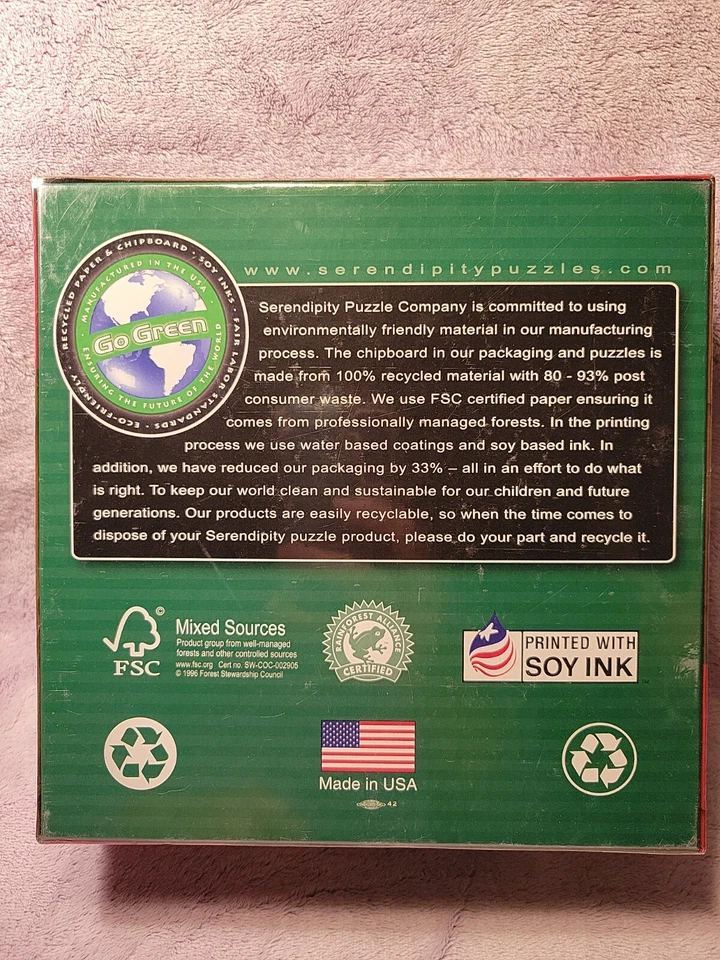 RECYCLED PAPER & CHIPBOARD · SOY INKS · FAIR LABOR STANDARDS · ECO-FRIENDLY ·
· MANUFACTURED IN THE USA ·
Go Green
ENSURING THE FUTURE OF THE WORLD
www.serendipitypuzzles.com
Serendipity Puzzle Company is committed to using
environmentally friendly material in our manufacturing
process. The chipboard in our packaging and puzzles is
made from 100% recycled material with 80 - 93% post
consumer waste. We use FSC certified paper ensuring it
comes from professionally managed forests. In the printing
process we use water based coatings and soy based ink. In
addition, we have reduced our packaging by 33% – all in an effort to do what
is right. To keep our world clean and sustainable for our children and future
generations. Our products are easily recyclable, so when the time comes to
dispose of your Serendipity puzzle product, please do your part and recycle it.
©
FSC
Mixed Sources
Product group from well-managed
forests and other controlled sources
www.fsc.org Cert no. SW-COC-002905
© 1996 Forest Stewardship Council
RAINFOREST ALLIANCE
CERTIFIED
PRINTED WITH
SOY INK
Made in USA
42